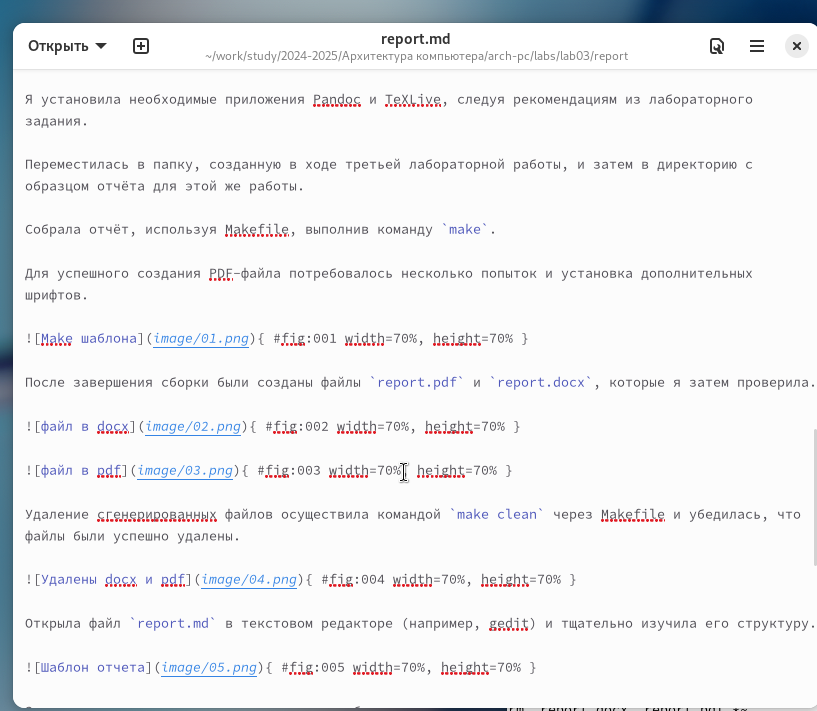 Открыть
report.md
~/work/study/2024-2025/Архитектура компьютера/arch-pc/labs/lab03/report
Я установила необходимые приложения Pandoc и TeXLive, следуя рекомендациям из лабораторного
задания.
Переместилась в папку, созданную в ходе третьей лабораторной работы, и затем в директорию с
образцом отчёта для этой же работы.
Собрала отчёт, используя Makefile, выполнив команду `make`.
Для успешного создания PDF-файла потребовалось несколько попыток и установка дополнительных
шрифтов.
![Make шаблона](image/01.png){ #fig:001 width=70%, height=70% }
После завершения сборки были созданы файлы `report.pdf` и `report.docx`, которые я затем проверила.
![файл в docx](image/02.png){ #fig:002 width=70%, height=70% }
![файл в pdf](image/03.png){ #fig:003 width=70%, height=70% }
Удаление сгенерированных файлов осуществила командой `make clean` через Makefile и убедилась, что
файлы были успешно удалены.
![Удалены docx и pdf](image/04.png){ #fig:004 width=70%, height=70% }
Открыла файл `report.md` в текстовом редакторе (например, gedit) и тщательно изучила его структуру.
![Шаблон отчета](image/05.png){ #fig:005 width=70%, height=70% }